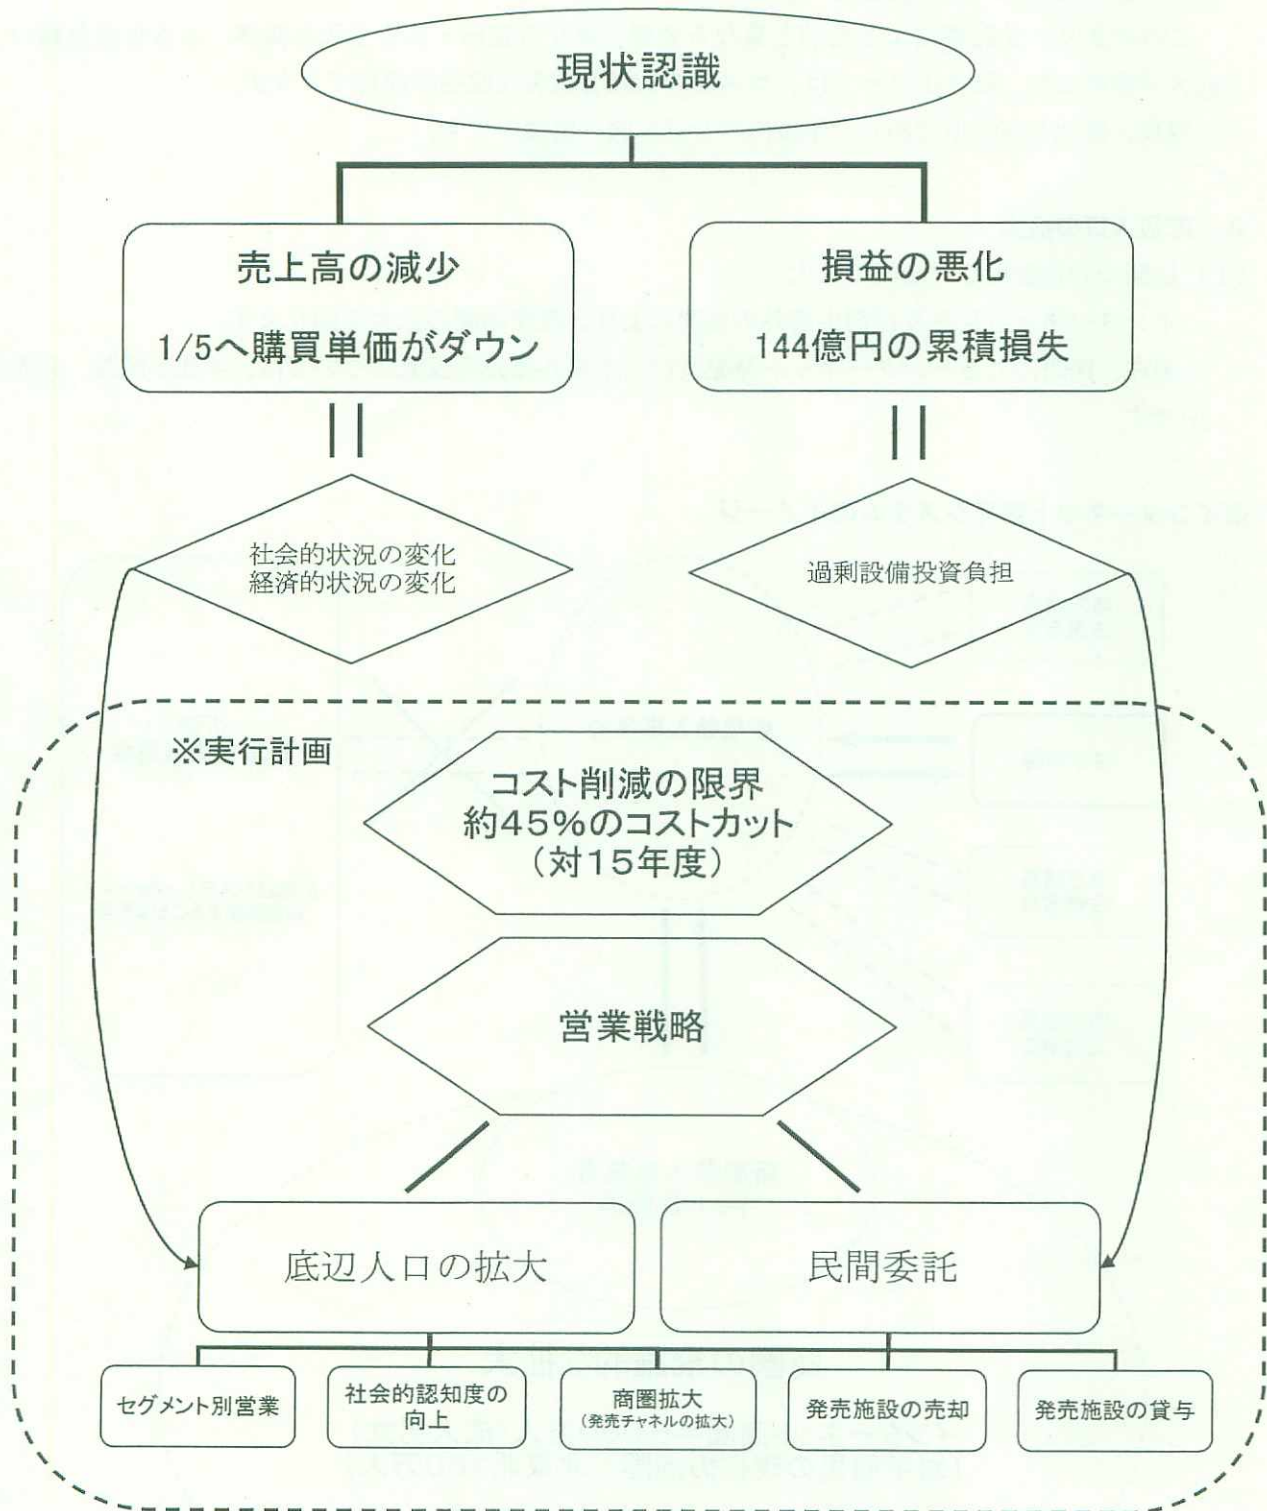 現状認識
売上高の減少
1/5へ購買単価がダウン
損益の悪化
144億円の累積損失
社会的状況の変化
経済的状況の変化
過剰設備投資負担
※実行計画
コスト削減の限界
約45%のコストカット
(対15年度)
営業戦略
底辺人口の拡大
民間委託
セグメント別営業
社会的認知度の
向上
商圏拡大
(発売チャネルの拡大)
発売施設の売却
発売施設の貸与